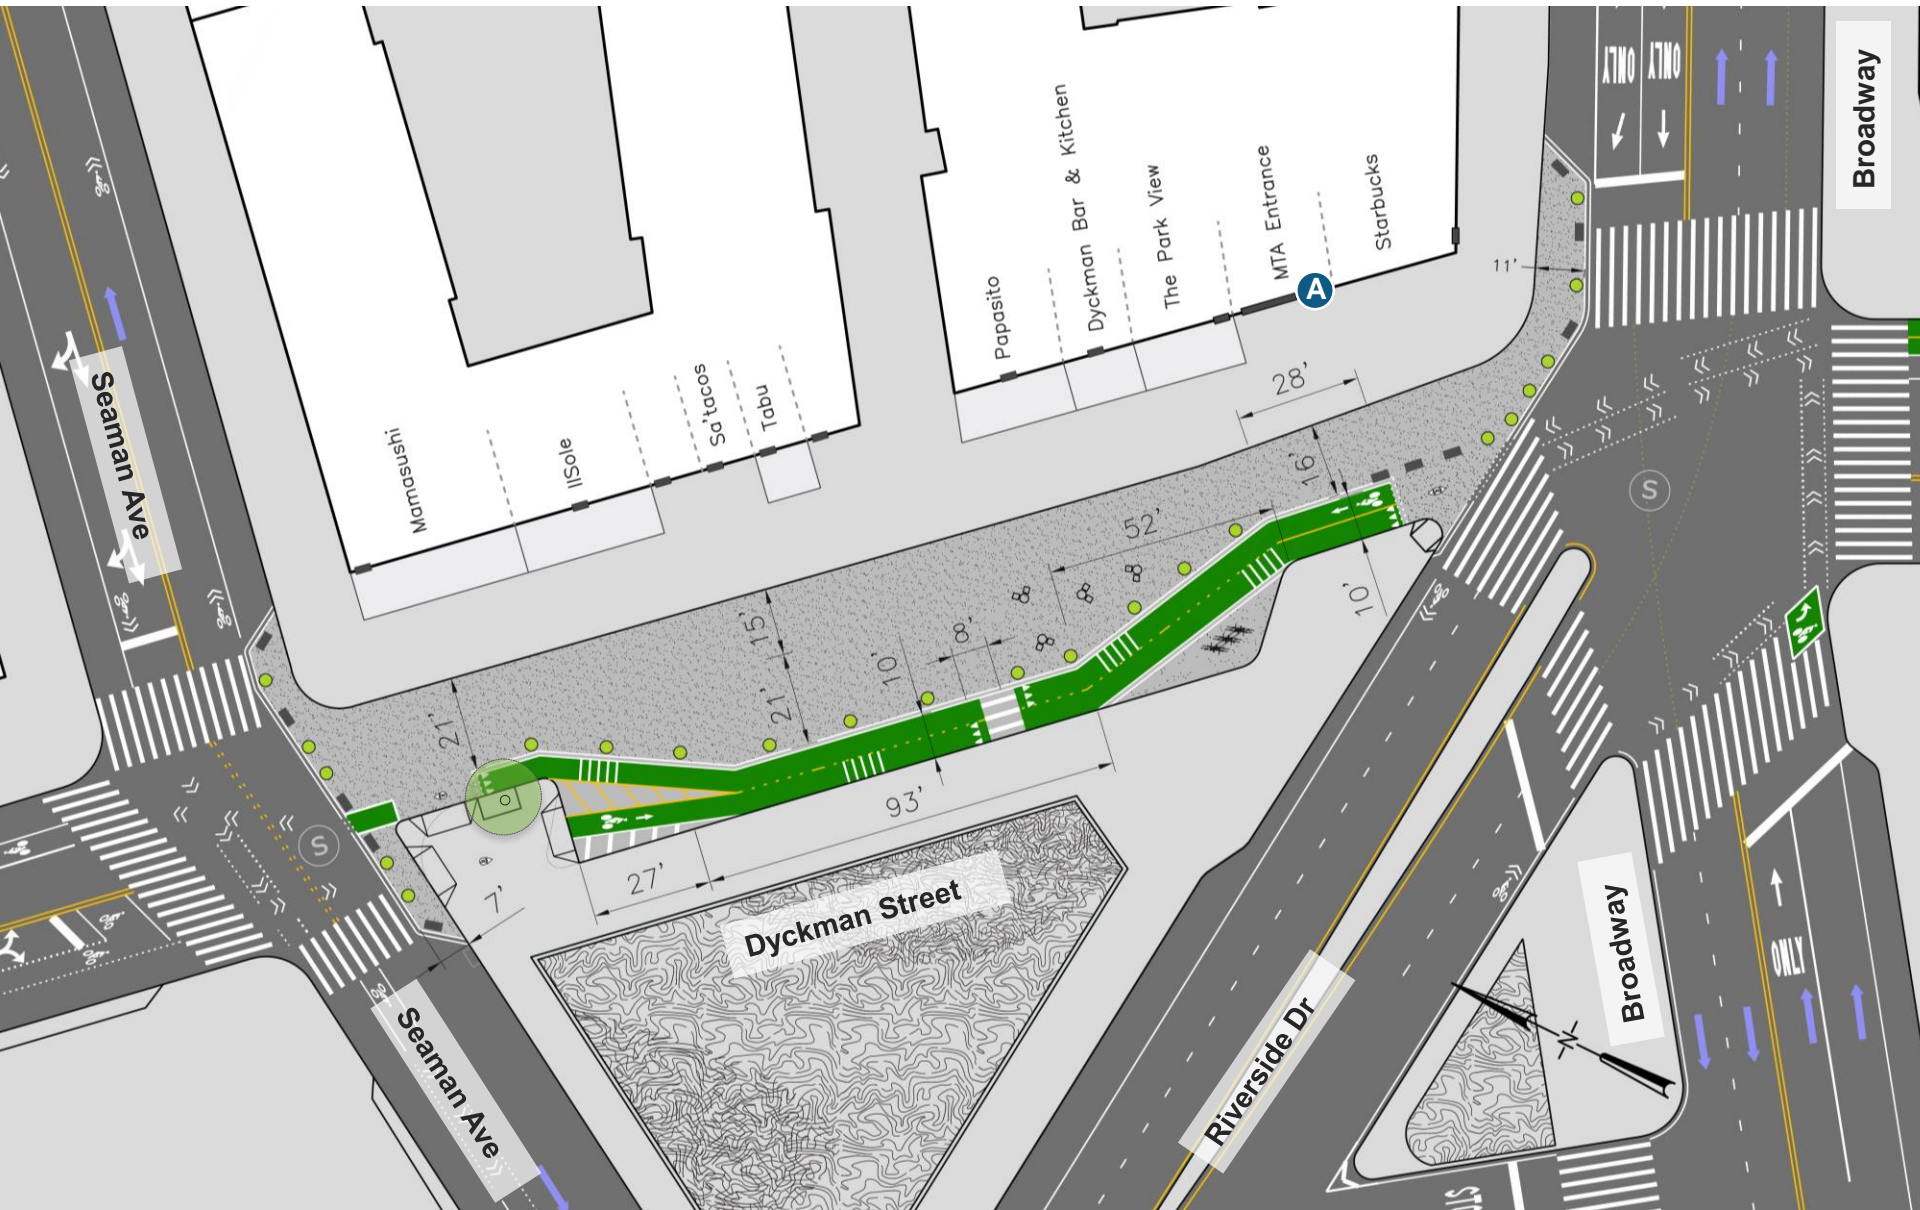 Broadway
ONLY
ONLY
Papasito
Dyckman Bar & Kitchen
The Park View
MTA Entrance
Starbucks
A
11'
28'
Seaman Ave
Mamasushi
IlSole
Sa'tacos
Tabu
16'
52'
10'
S
15'
21'
8'
10'
21'
93'
27'
7'
S
Dyckman Street
Seaman Ave
Riverside Dr
Broadway
ONLY
N